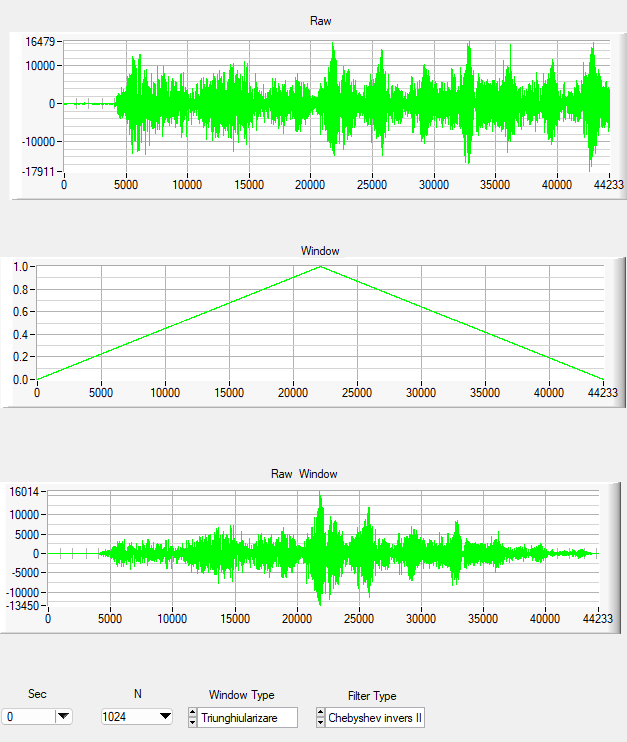 Raw
16479
10000
0
-10000
-17911
0 5000 10000 15000 20000 25000 30000 35000 40000 44233
Window
1.0
0.8
0.6
0.4
0.2
0.0
0 5000 10000 15000 20000 25000 30000 35000 40000 44233
Raw Window
16014
10000
5000
0
-5000
-10000
-13450
0 5000 10000 15000 20000 25000 30000 35000 40000 44233
Sec N Window Type Filter Type
0 1024 Triunghiularizare Chebyshev invers II